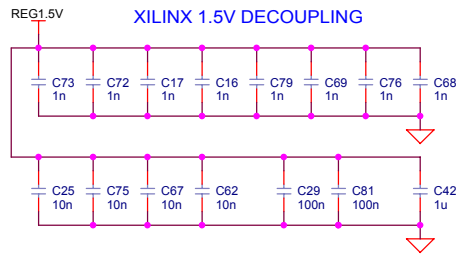 REG1.5V
XILINX 1.5V DECOUPLING
C73 C72 C17 C16 C79 C69 C76 C68
1n 1n 1n 1n 1n 1n 1n 1n
C25 C75 C67 C62 C29 C81 C42
10n 10n 10n 10n 100n 100n 1u